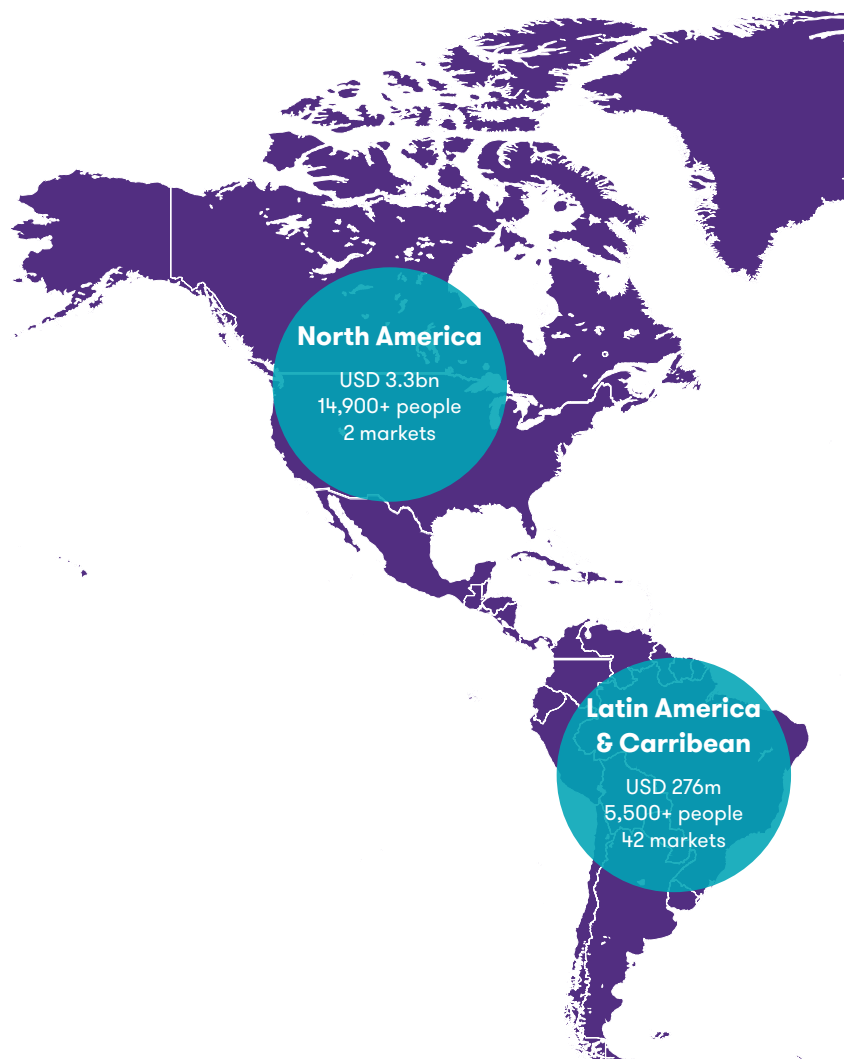 North America
USD 3.3bn
14,900+ people
2 markets
Latin America
& Carribean
USD 276m
5,500+ people
42 markets